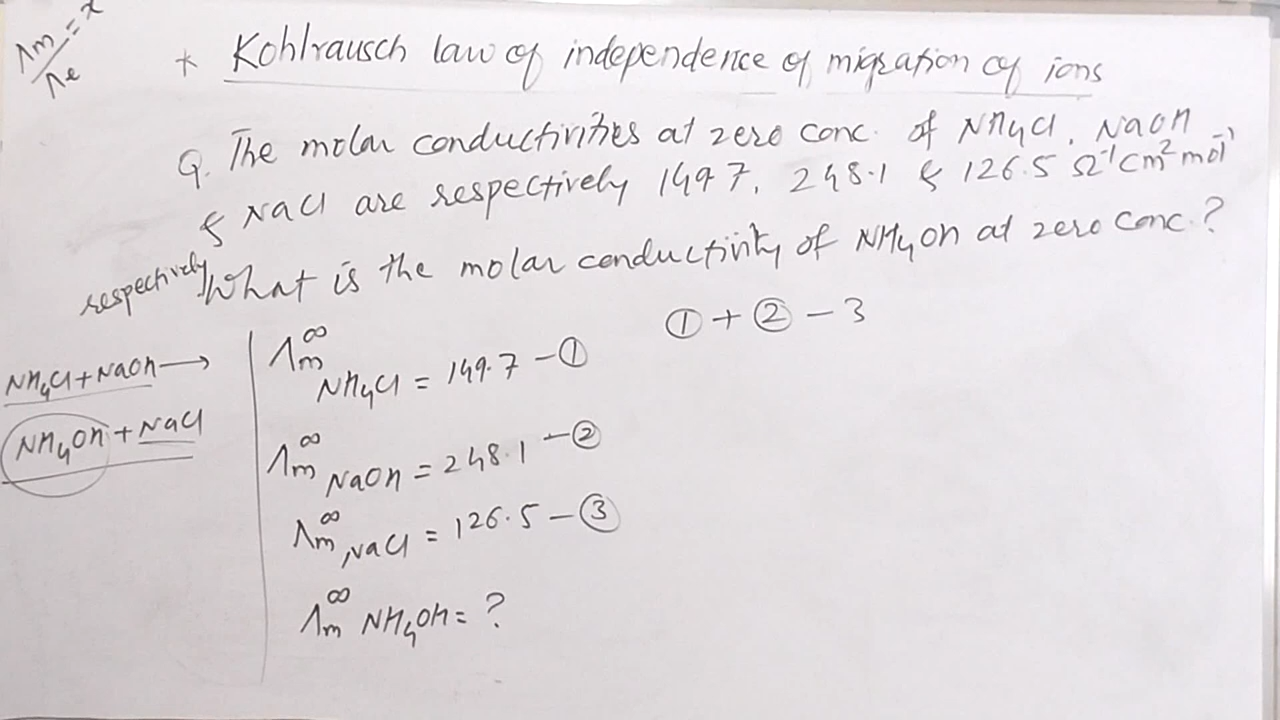 Λm/Λe = x
* Kohlrausch law of independence of migration of ions
Q. The molar conductivities at zero conc. of NH4Cl, NaOH
& NaCl are respectively 149.7, 248.1 & 126.5 Ω⁻¹cm²mol⁻¹
respectively What is the molar conductivity of NH4OH at zero conc.?
① + ② – 3
NH4Cl + NaOH →
NH4OH + NaCl
Λm∞ NH4Cl = 149.7 – ①
Λm∞ NaOH = 248.1 – ②
Λm∞, NaCl = 126.5 – ③
Λm∞ NH4OH = ?